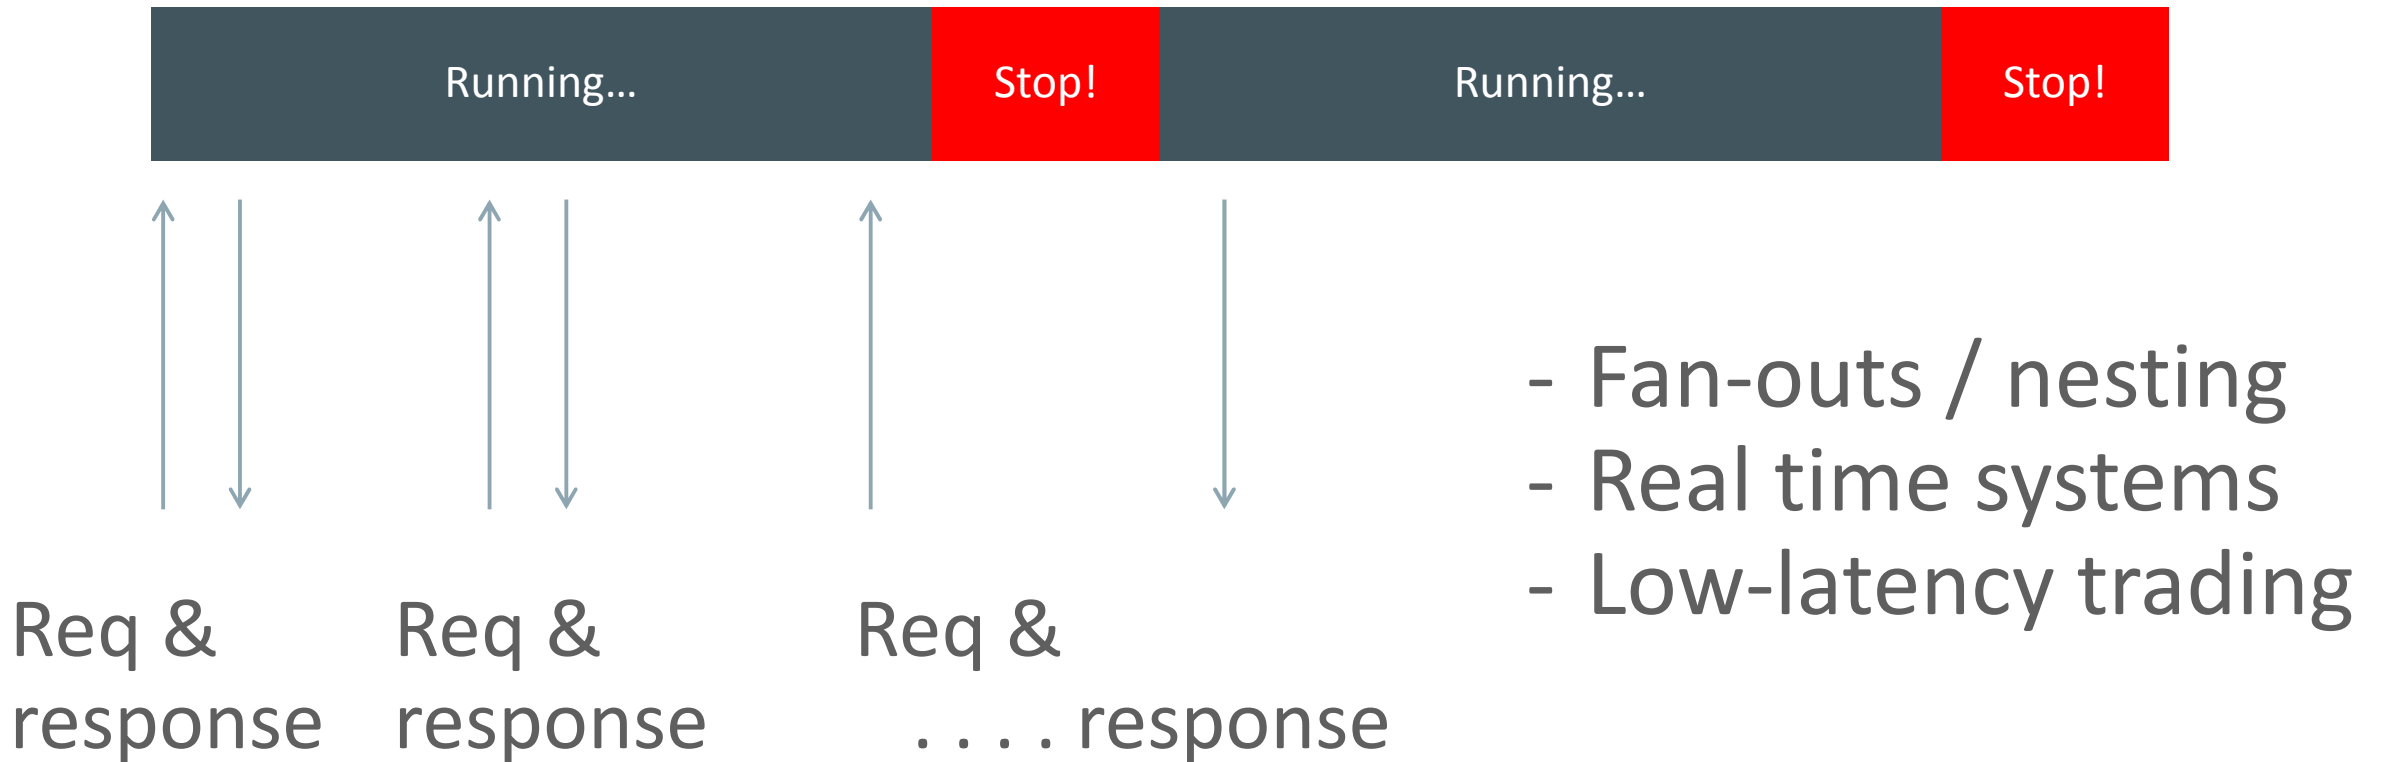 Running...
Stop!
Running...
Stop!
- Fan-outs / nesting
- Real time systems
- Low-latency trading
Req &
response
Req &
response
Req &
. . . . response